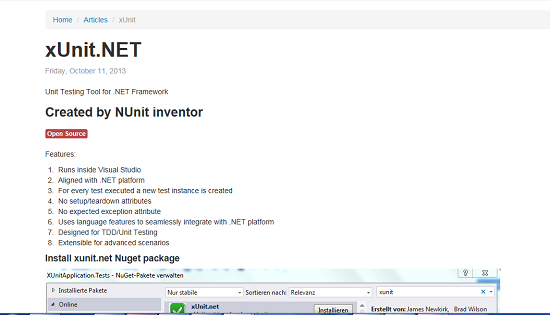 Home / Articles / xUnit
xUnit.NET
Friday, October 11, 2013
Unit Testing Tool for .NET Framework
Created by NUnit inventor
Open Source
Features:
1. Runs inside Visual Studio
2. Aligned with .NET platform
3. For every test executed a new test instance is created
4. No setup/teardown attributes
5. No expected exception attribute
6. Uses language features to seamlessly integrate with .NET platform
7. Designed for TDD/Unit Testing
8. Extensible for advanced scenarios
Install xunit.net Nuget package
XUnitApplication.Tests - NuGet-Pakete verwalten
Installierte Pakete Nur stabile Sortieren nach: Relevanz xunit
Online xUnit.net Installieren Erstellt von: James Newkirk, Brad Wilson